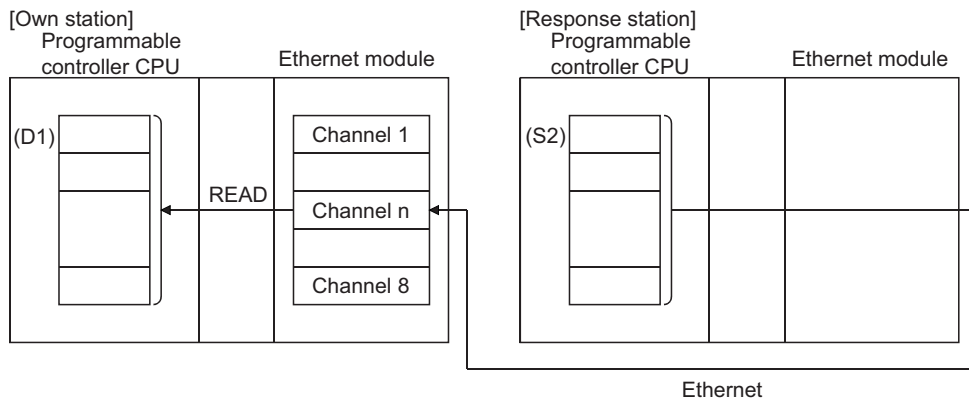 [Own station]
Programmable
controller CPU
Ethernet module
(D1)
READ
Channel 1
Channel n
Channel 8
[Response station]
Programmable
controller CPU
Ethernet module
(S2)
Ethernet